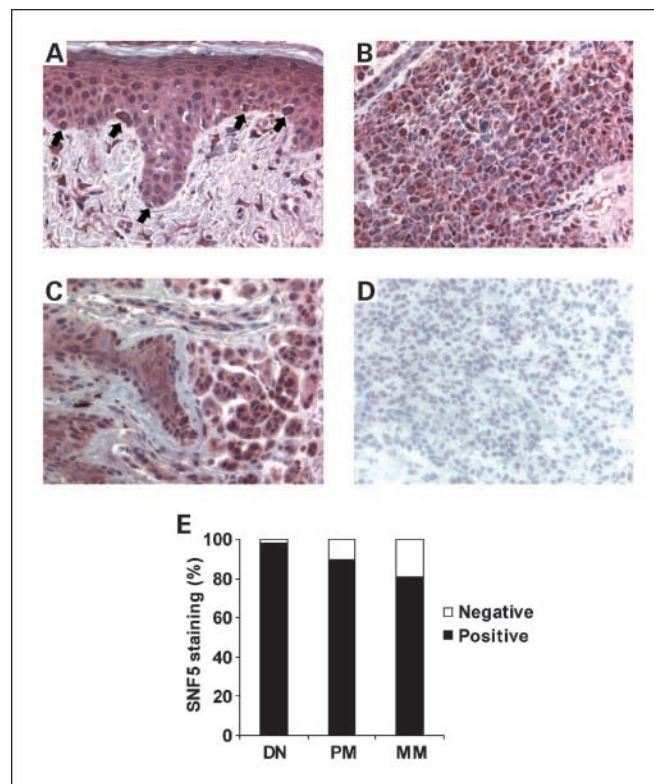 A
B
C
D
E
100
80
60
40
20
0
SNF5 staining (%)
DN PM MM
Negative
Positive